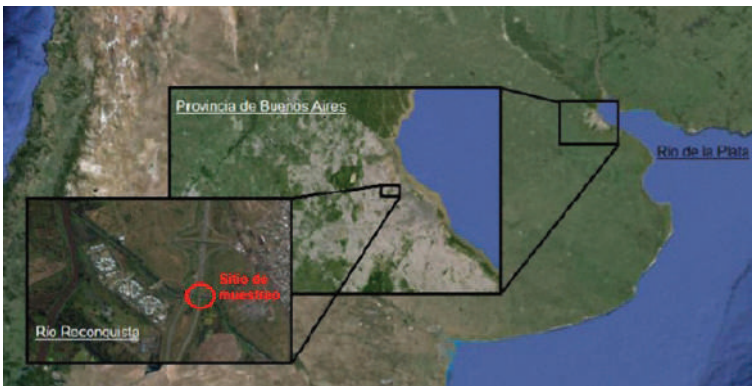 Provincia de Buenos Aires
Río de la Plata
Sitio de
muestreo
Río Reconquista